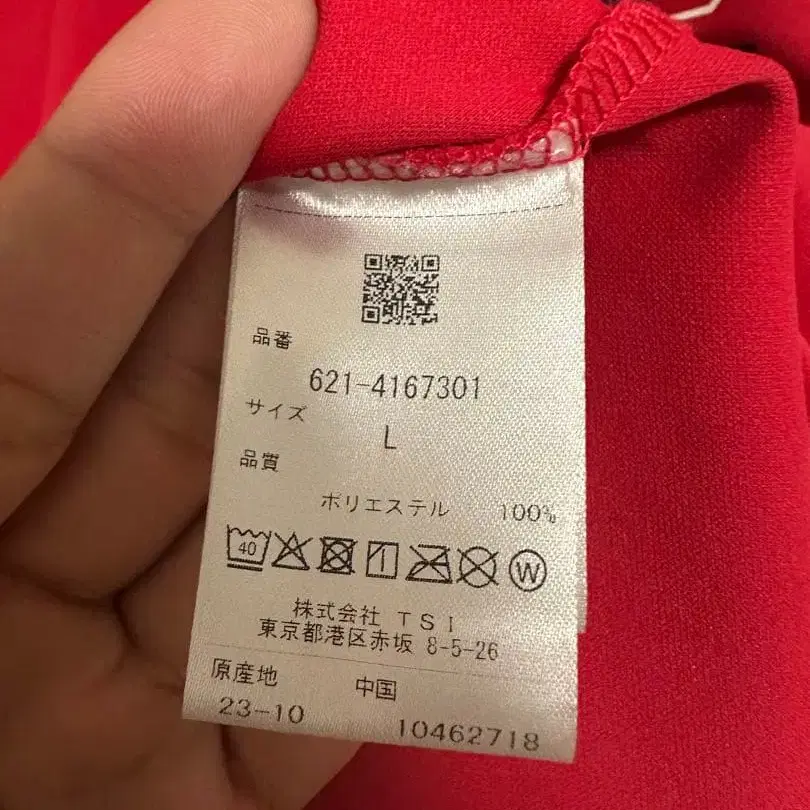 品番
621-4167301
サイズ
L
品質
ポリエステル 100%
40
W
株式会社 TSI
東京都港区赤坂 8-5-26
原産地 中国
23-10 10462718